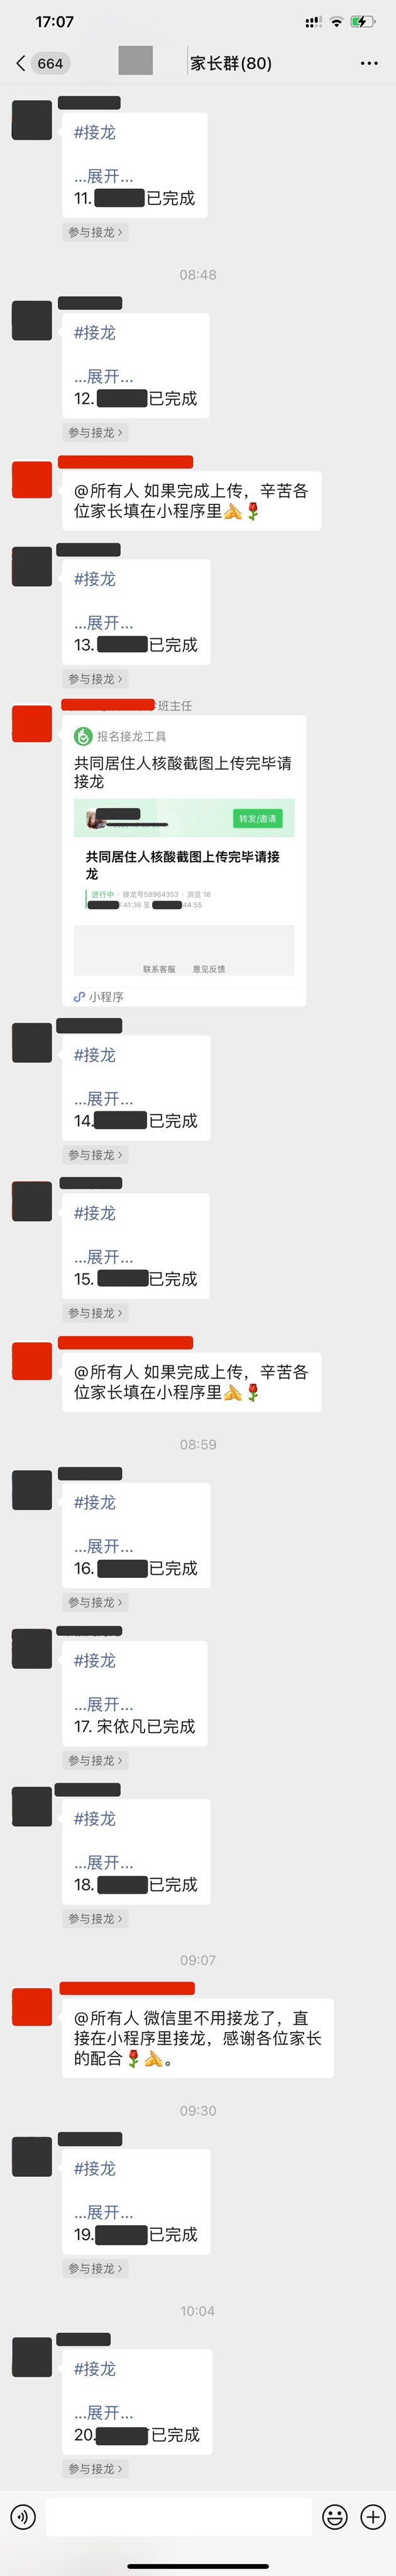 17:07
664
家长群(80)
#接龙
...展开...
11. 已完成
参与接龙 >
08:48
#接龙
...展开...
12. 已完成
参与接龙 >
@所有人 如果完成上传，辛苦各
位家长填在小程序里🙏🌹
#接龙
...展开...
13. 已完成
参与接龙 >
班主任
报名接龙工具
共同居住人核酸截图上传完毕请
接龙
转发/邀请
共同居住人核酸截图上传完毕请接
龙
进行中 · 接龙号58964353 · 浏览 18
:41:36 至 44:55
联系客服 意见反馈
小程序
#接龙
...展开...
14. 已完成
参与接龙 >
#接龙
...展开...
15. 已完成
参与接龙 >
@所有人 如果完成上传，辛苦各
位家长填在小程序里🙏🌹
08:59
#接龙
...展开...
16. 已完成
参与接龙 >
#接龙
...展开...
17. 宋依凡已完成
参与接龙 >
#接龙
...展开...
18. 已完成
参与接龙 >
09:07
@所有人 微信里不用接龙了，直
接在小程序里接龙，感谢各位家长
的配合🌹🙏。
09:30
#接龙
...展开...
19. 已完成
参与接龙 >
10:04
#接龙
...展开...
20. 已完成
参与接龙 >